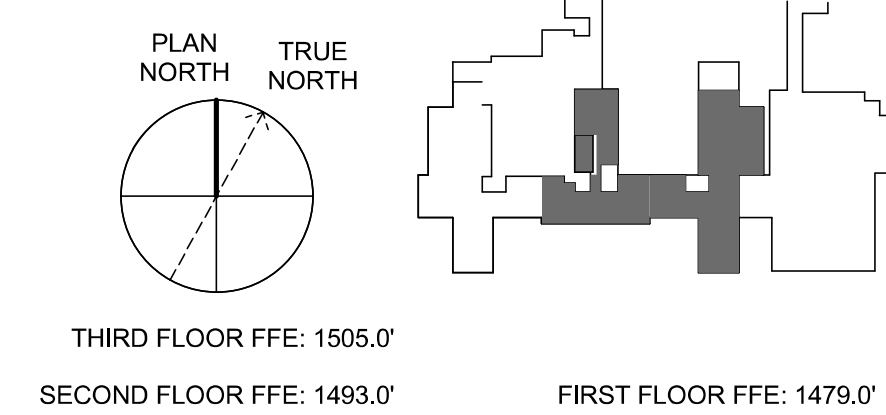 PLAN
NORTH
TRUE
NORTH
THIRD FLOOR FFE: 1505.0'
SECOND FLOOR FFE: 1493.0'
FIRST FLOOR FFE: 1479.0'